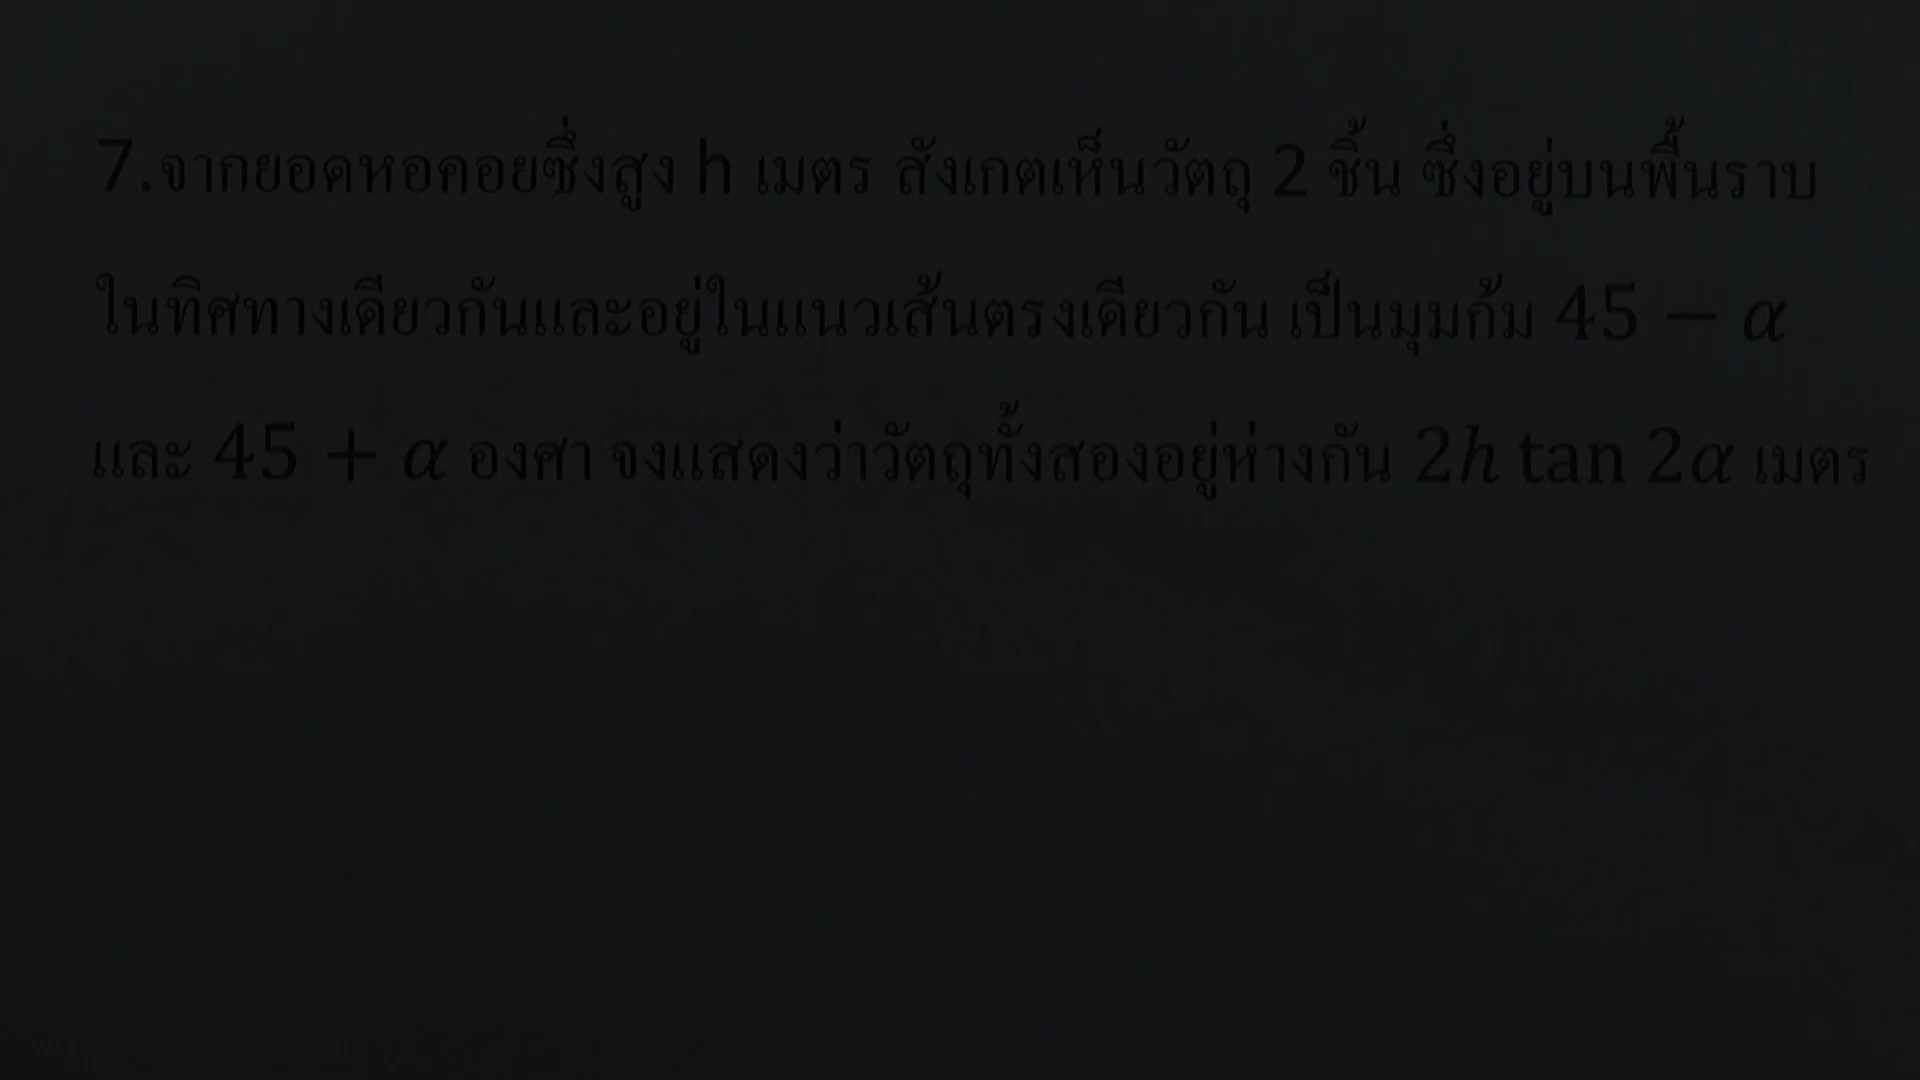 7.จากยอดหอคอยซึ่งสูง h เมตร สังเกตเห็นวัตถุ 2 ชิ้น ซึ่งอยู่บนพื้นราบ
ในทิศทางเดียวกันและอยู่ในแนวเส้นตรงเดียวกัน เป็นมุมก้ม 45 − α
และ 45 + α องศา จงแสดงว่าวัตถุทั้งสองอยู่ห่างกัน 2h tan 2α เมตร